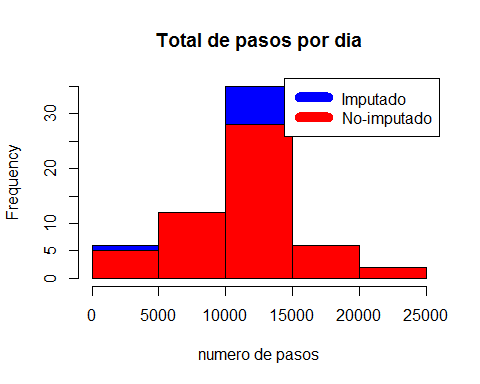 Total de pasos por dia
Imputado
No-imputado
Frequency
30
20
10
5
0
0 5000 10000 15000 20000 25000
numero de pasos